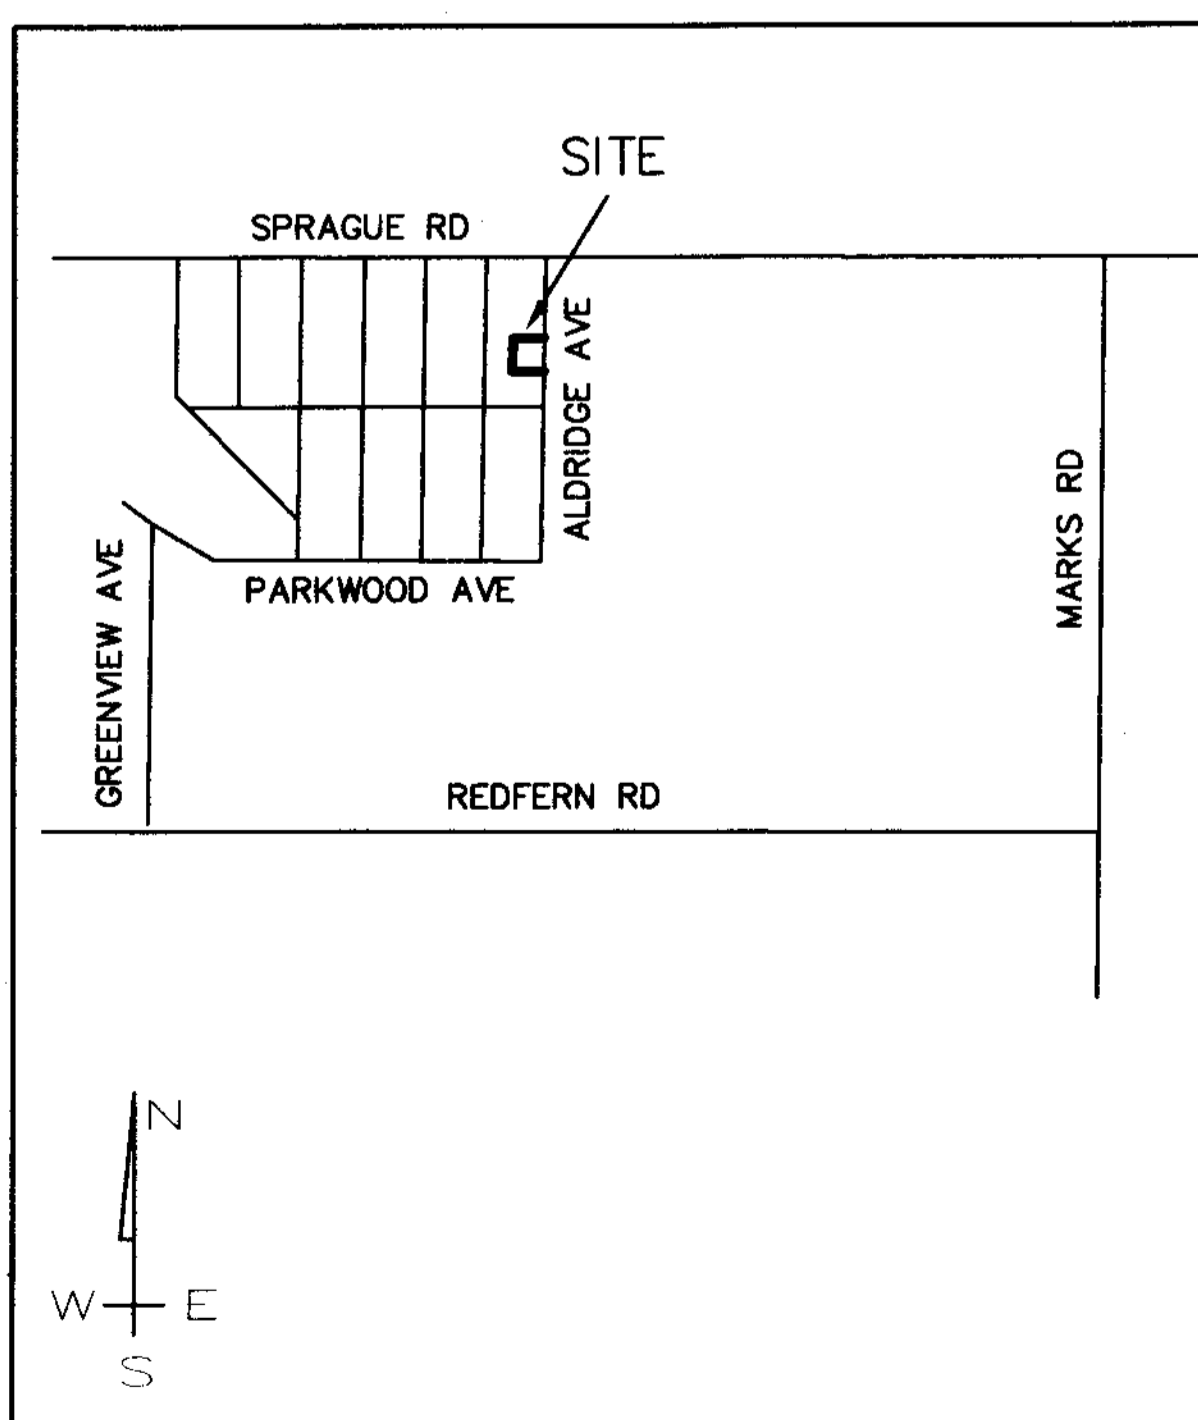 SITE
SPRAGUE RD
ALDRIDGE AVE
MARKS RD
GREENVIEW AVE
PARKWOOD AVE
REDFERN RD
N
W E
S